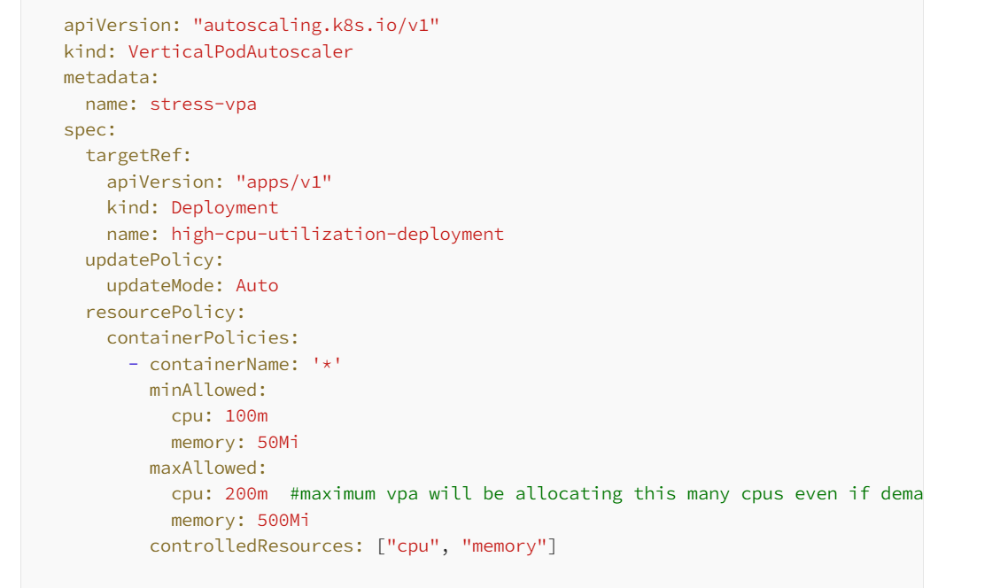 apiVersion: "autoscaling.k8s.io/v1"
kind: VerticalPodAutoscaler
metadata:
  name: stress-vpa
spec:
  targetRef:
    apiVersion: "apps/v1"
    kind: Deployment
    name: high-cpu-utilization-deployment
  updatePolicy:
    updateMode: Auto
  resourcePolicy:
    containerPolicies:
      - containerName: '*'
        minAllowed:
          cpu: 100m
          memory: 50Mi
        maxAllowed:
          cpu: 200m  #maximum vpa will be allocating this many cpus even if dema
          memory: 500Mi
        controlledResources: ["cpu", "memory"]